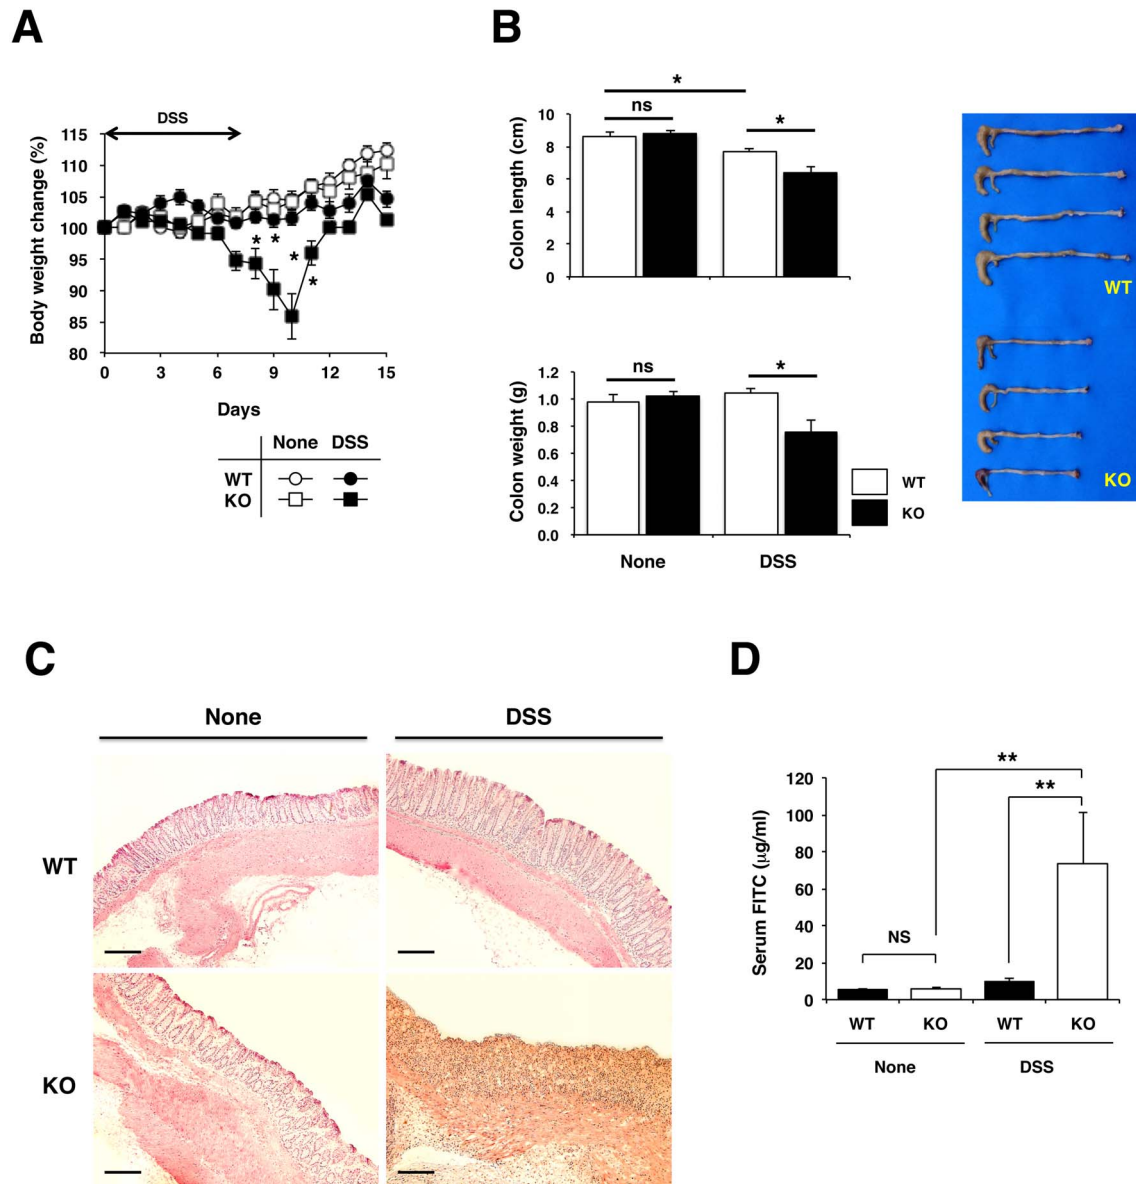 A
B
DSS
115
110
105
100
95
90
85
80
Body weight change (%)
* * * *
0 3 6 9 12 15
Days
None DSS
WT
KO
*
ns
*
10
8
6
4
2
0
Colon length (cm)
WT
KO
ns
*
1.2
1.0
0.8
0.6
0.4
0.2
0.0
Colon weight (g)
WT
KO
None DSS
C
None DSS
WT
KO
D
**
**
NS
120
100
80
60
40
20
0
Serum FITC (µg/ml)
WT KO WT KO
None DSS